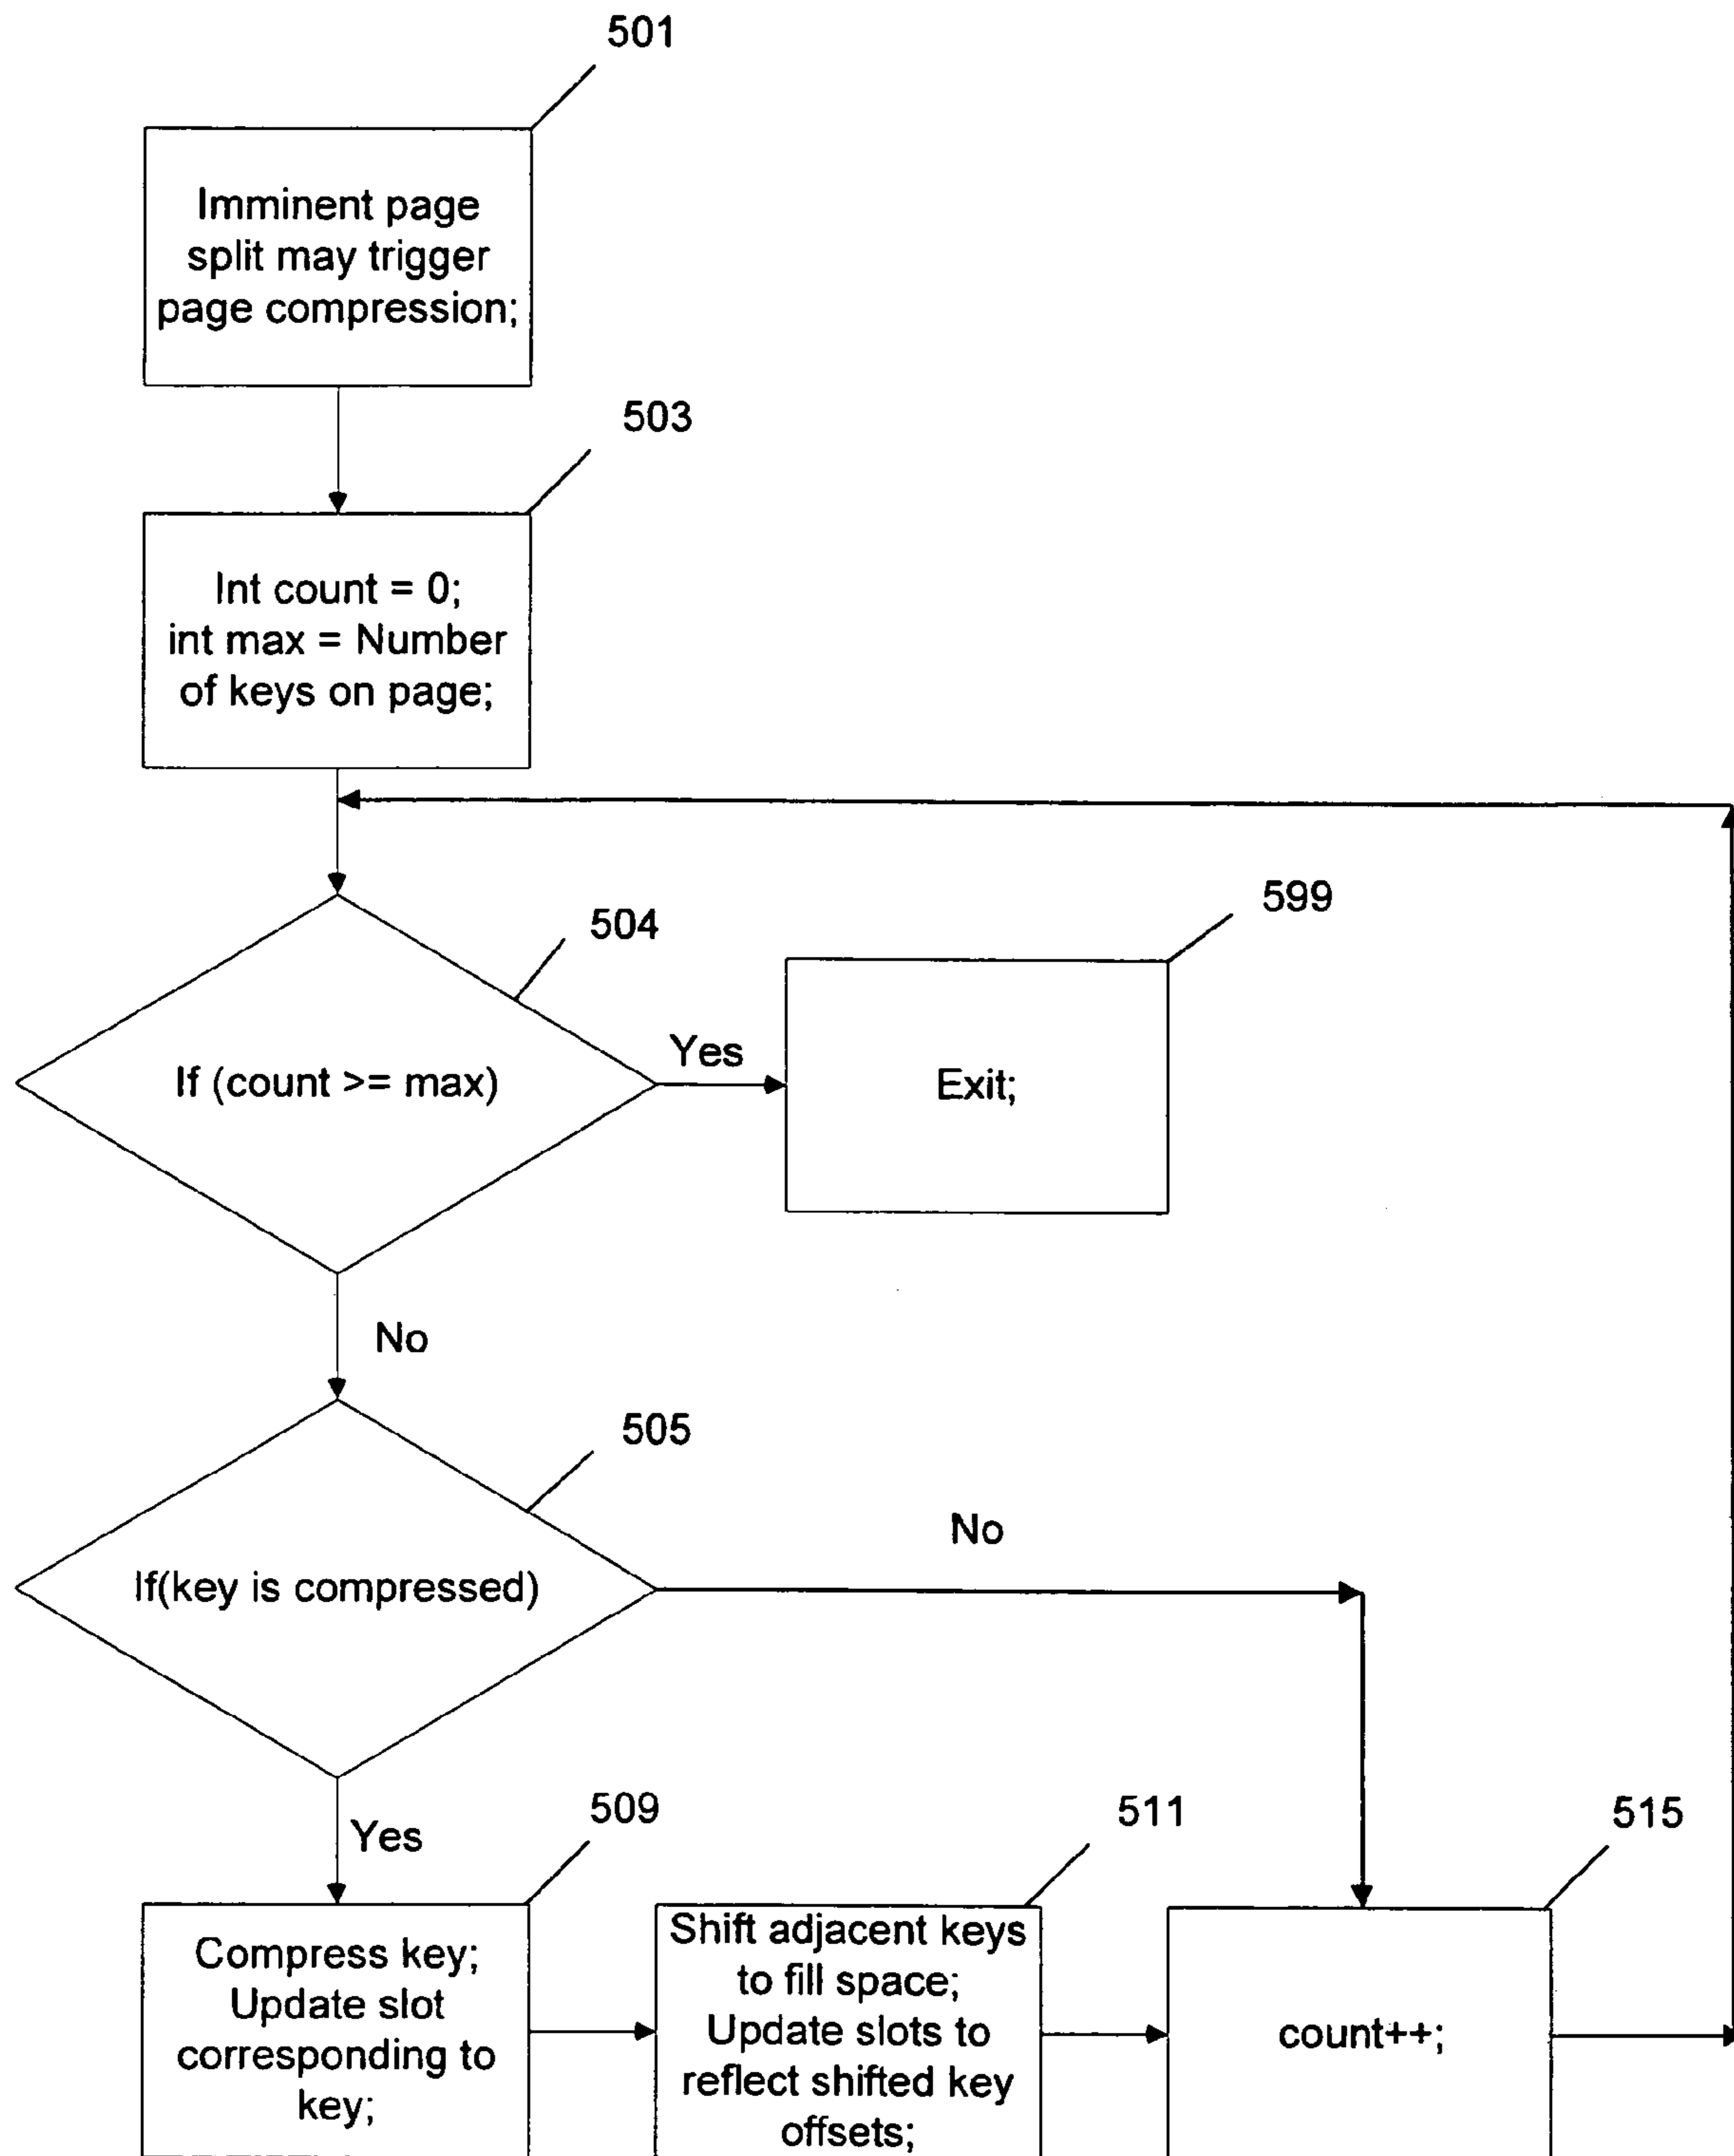 501
Imminent page
split may trigger
page compression;
503
Int count = 0;
int max = Number
of keys on page;
504
If (count >= max)
Yes
599
Exit;
No
505
If(key is compressed)
No
Yes
509
Compress key;
Update slot
corresponding to
key;
511
Shift adjacent keys
to fill space;
Update slots to
reflect shifted key
offsets;
515
count++;